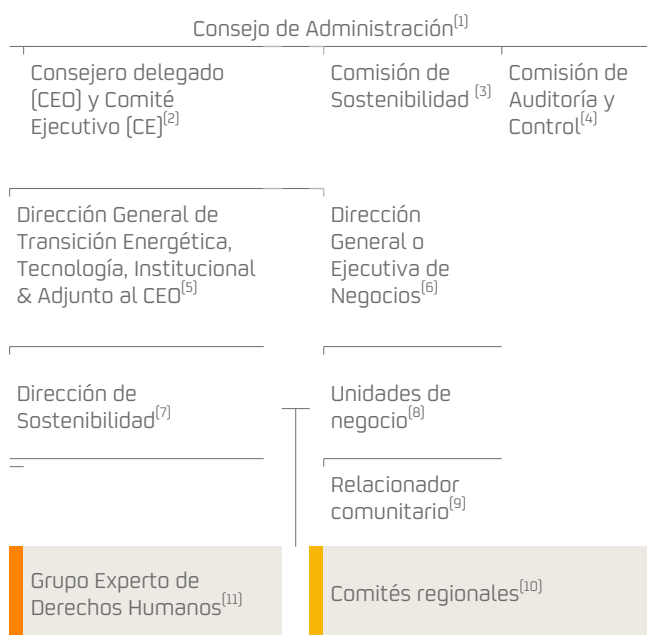 Consejo de Administración(1)
Consejero delegado
(CEO) y Comité
Ejecutivo (CE)(2)
Comisión de
Sostenibilidad (3)
Comisión de
Auditoría y
Control(4)
Dirección General de
Transición Energética,
Tecnología, Institucional
& Adjunto al CEO(5)
Dirección
General o
Ejecutiva de
Negocios(6)
Dirección de
Sostenibilidad(7)
Unidades de
negocio(8)
Relacionador
comunitario(9)
Grupo Experto de
Derechos Humanos(11)
Comités regionales(10)